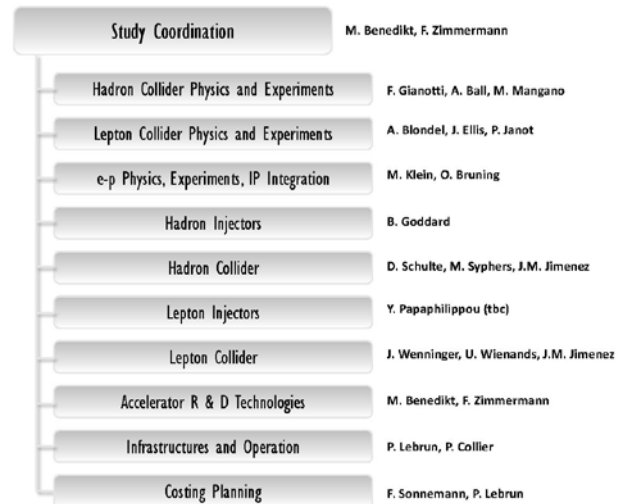 Study Coordination M. Benedikt, F. Zimmermann
Hadron Collider Physics and Experiments F. Gianotti, A. Ball, M. Mangano
Lepton Collider Physics and Experiments A. Blondel, J. Ellis, P. Janot
e-p Physics, Experiments, IP Integration M. Klein, O. Bruning
Hadron Injectors B. Goddard
Hadron Collider D. Schulte, M. Syphers, J.M. Jimenez
Lepton Injectors Y. Papaphilippou (tbc)
Lepton Collider J. Wenninger, U. Wienands, J.M. Jimenez
Accelerator R & D Technologies M. Benedikt, F. Zimmermann
Infrastructures and Operation P. Lebrun, P. Collier
Costing Planning F. Sonnemann, P. Lebrun